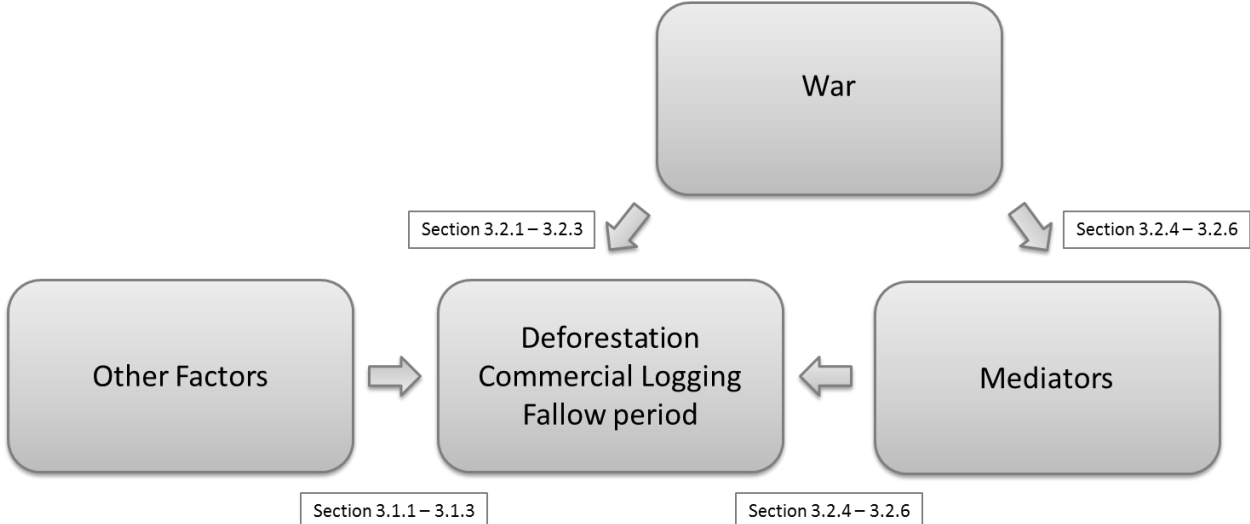 War
Section 3.2.1 – 3.2.3
Section 3.2.4 – 3.2.6
Other Factors
Deforestation
Commercial Logging
Fallow period
Mediators
Section 3.1.1 – 3.1.3
Section 3.2.4 – 3.2.6